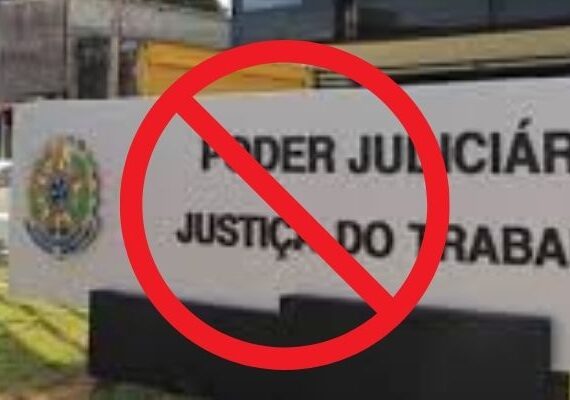 PODER JUDICIÁR
JUSTIÇA DO TRABA